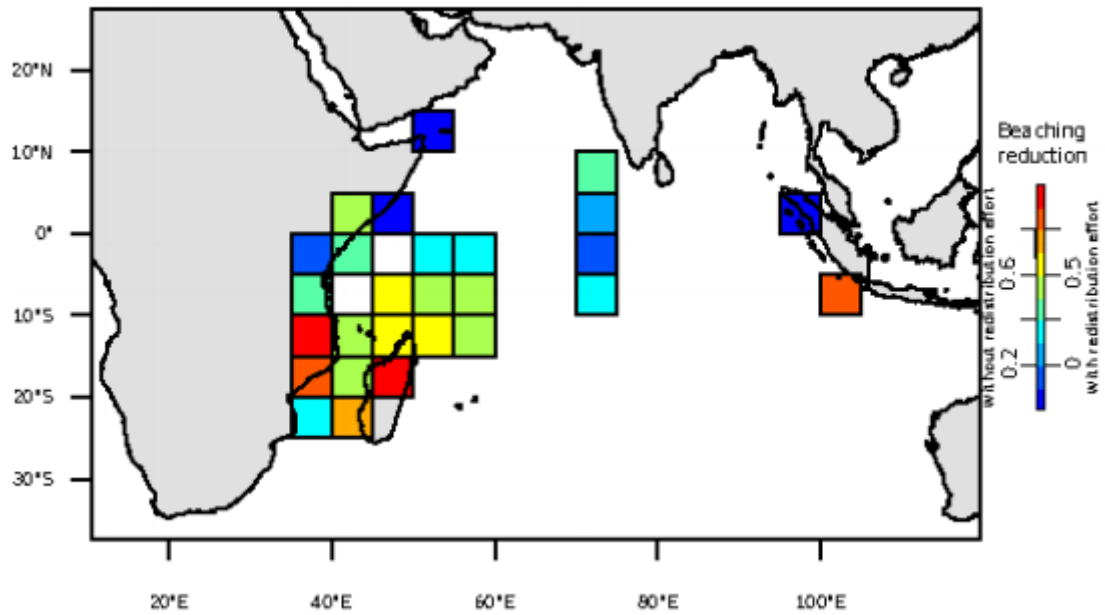 20°N
10°N
0°
10°S
20°S
30°S
20°E
40°E
60°E
80°E
100°E
Beaching
reduction
without redistribution effort
0.2
0.6
0
0.5
with redistribution effort